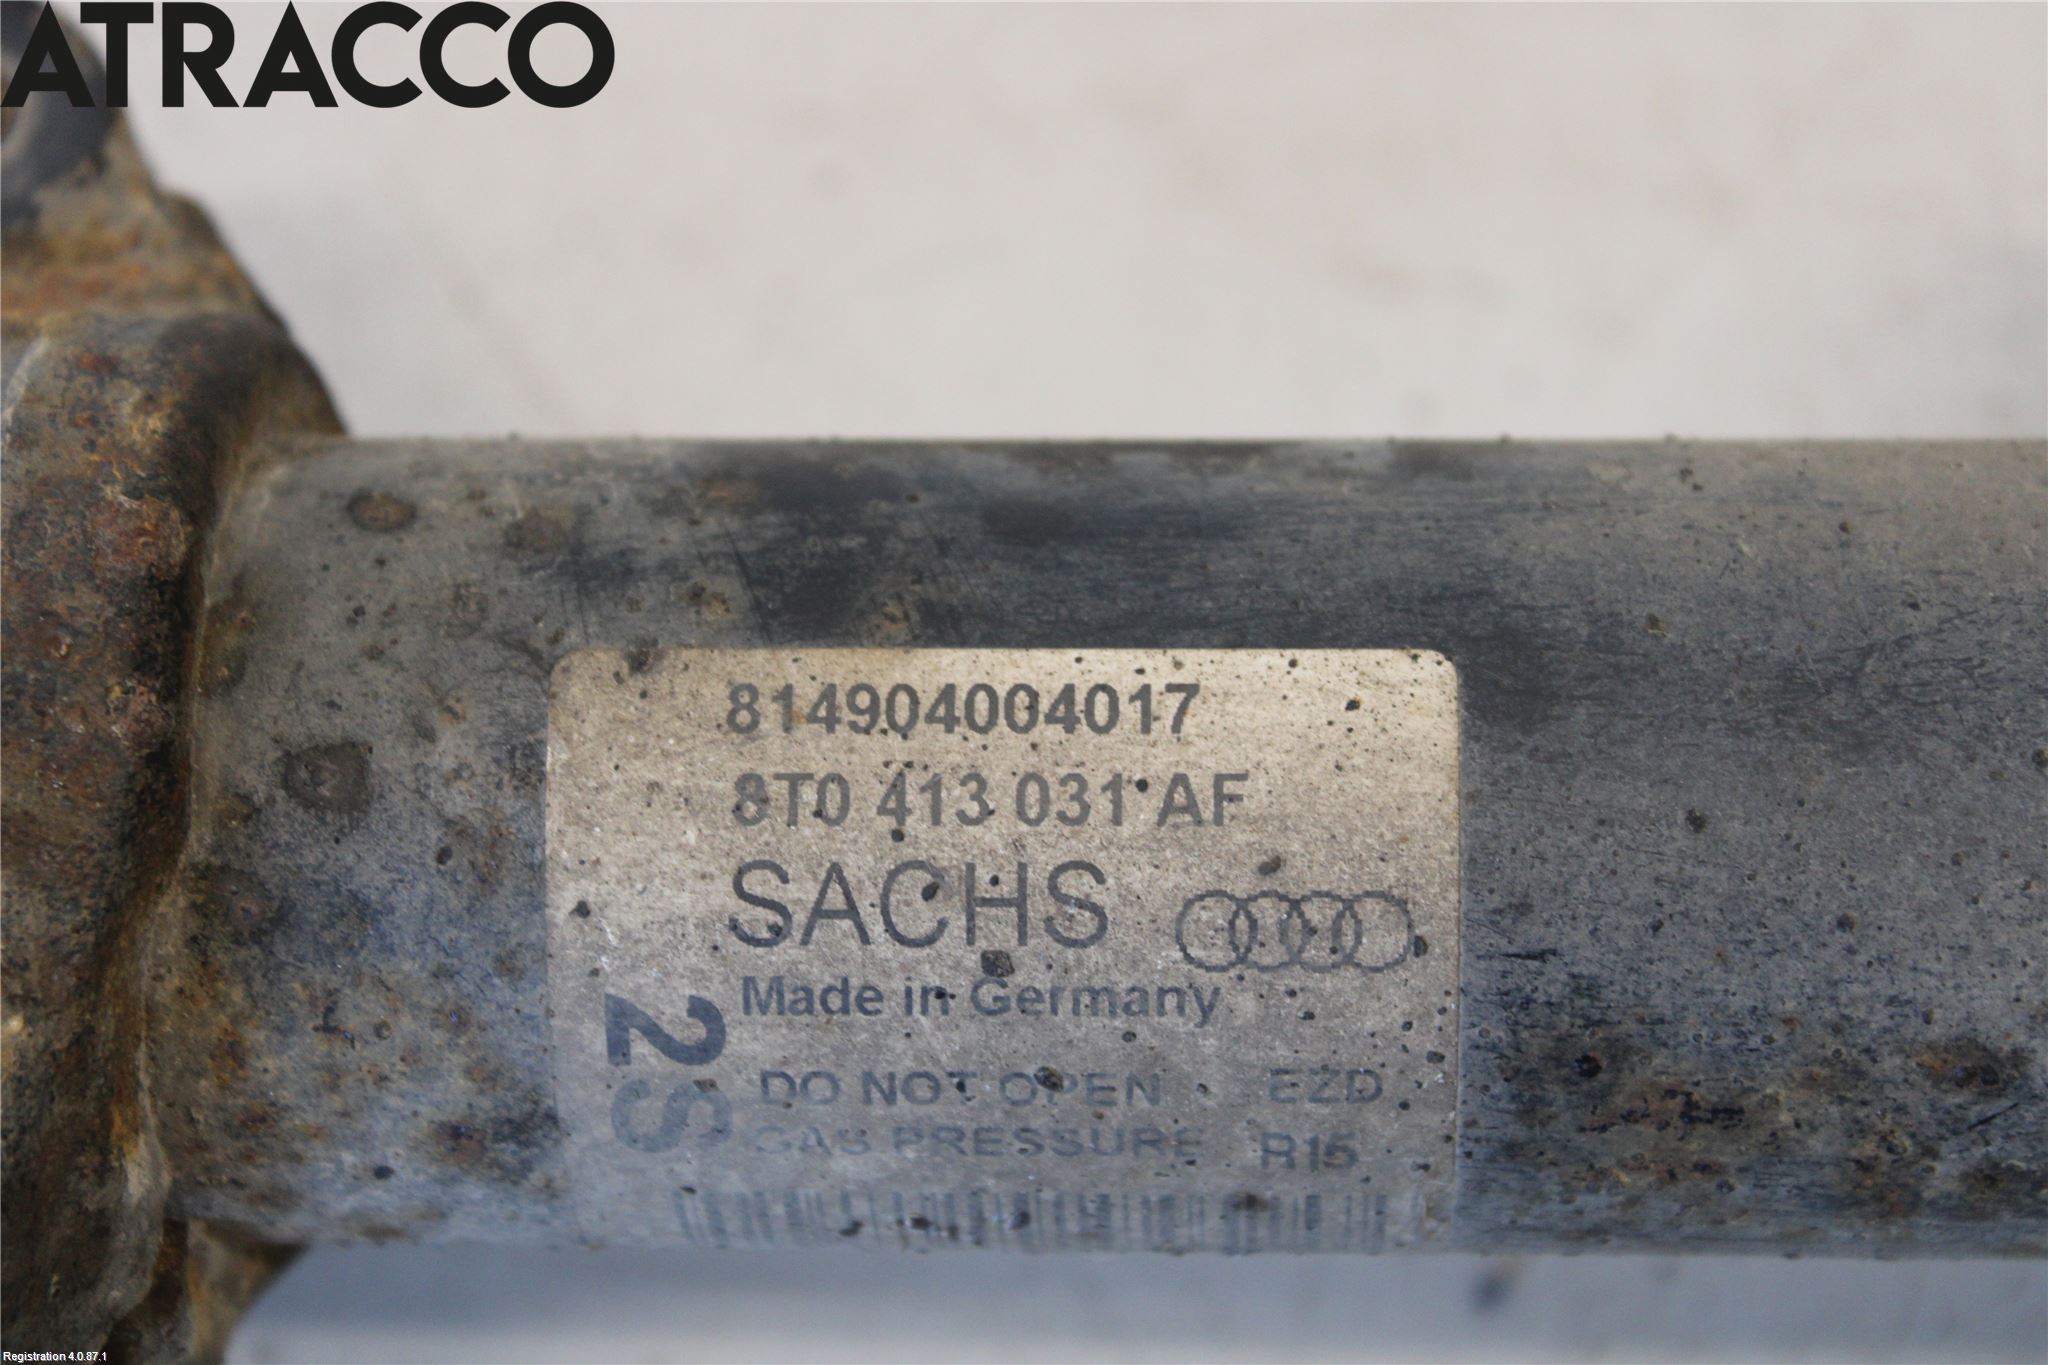 ATRACCO
814904004017
8T0 413 031 AF
SACHS
Made in Germany
2S
DO NOT OPEN EZD
GAS PRESSURE R15
Registration 4.0.87.1